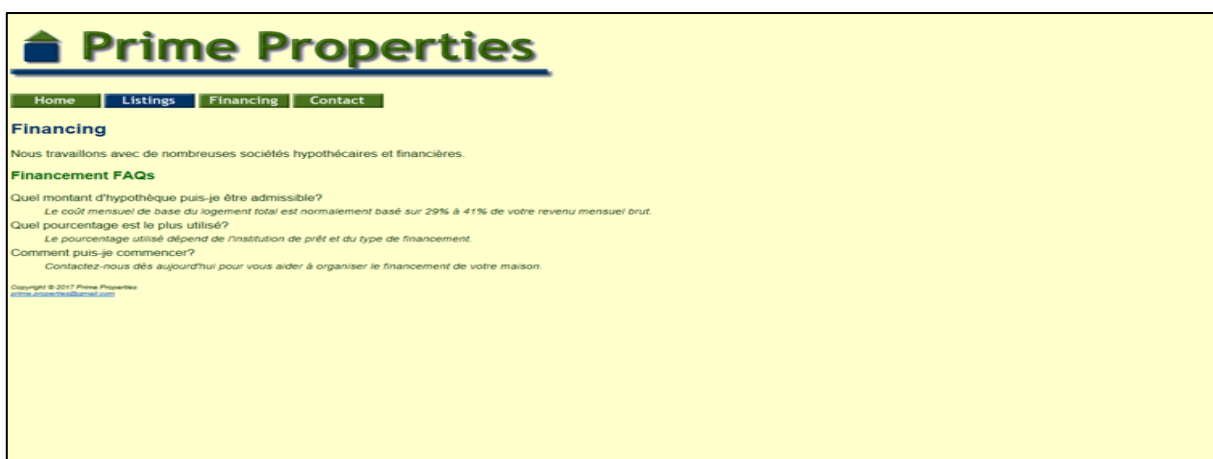 Prime Properties
Home Listings Financing Contact
Financing
Nous travaillons avec de nombreuses sociétés hypothécaires et financières.
Financement FAQs
Quel montant d'hypothèque puis-je être admissible?
Le coût mensuel de base du logement total est normalement basé sur 29% à 41% de votre revenu mensuel brut.
Quel pourcentage est le plus utilisé?
Le pourcentage utilisé dépend de l'institution de prêt et du type de financement.
Comment puis-je commencer?
Contactez-nous dès aujourd'hui pour vous aider à organiser le financement de votre maison.
Copyright © 2017 Prime Properties
prime.properties@gmail.com